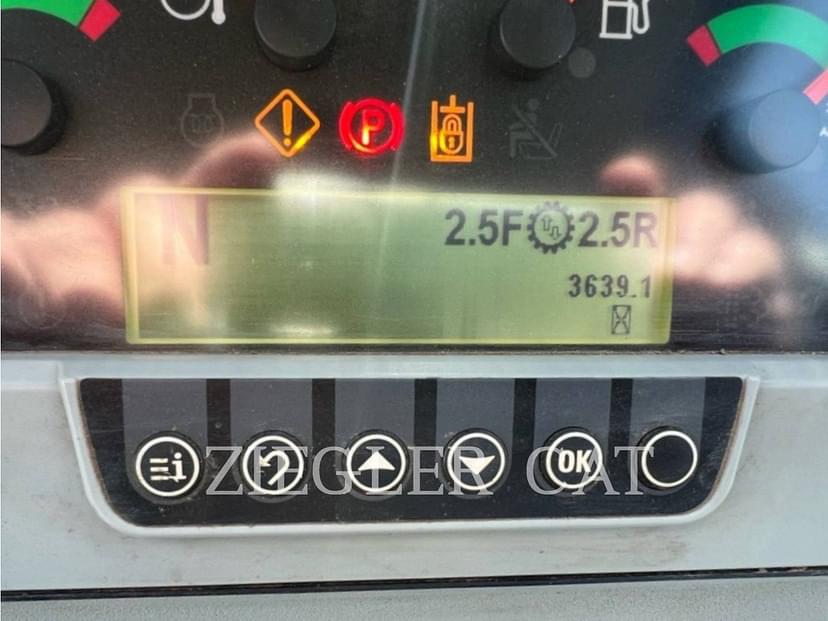 P
N
2.5F 2.5R
3639.1
i OK
ZIEGLER CAT